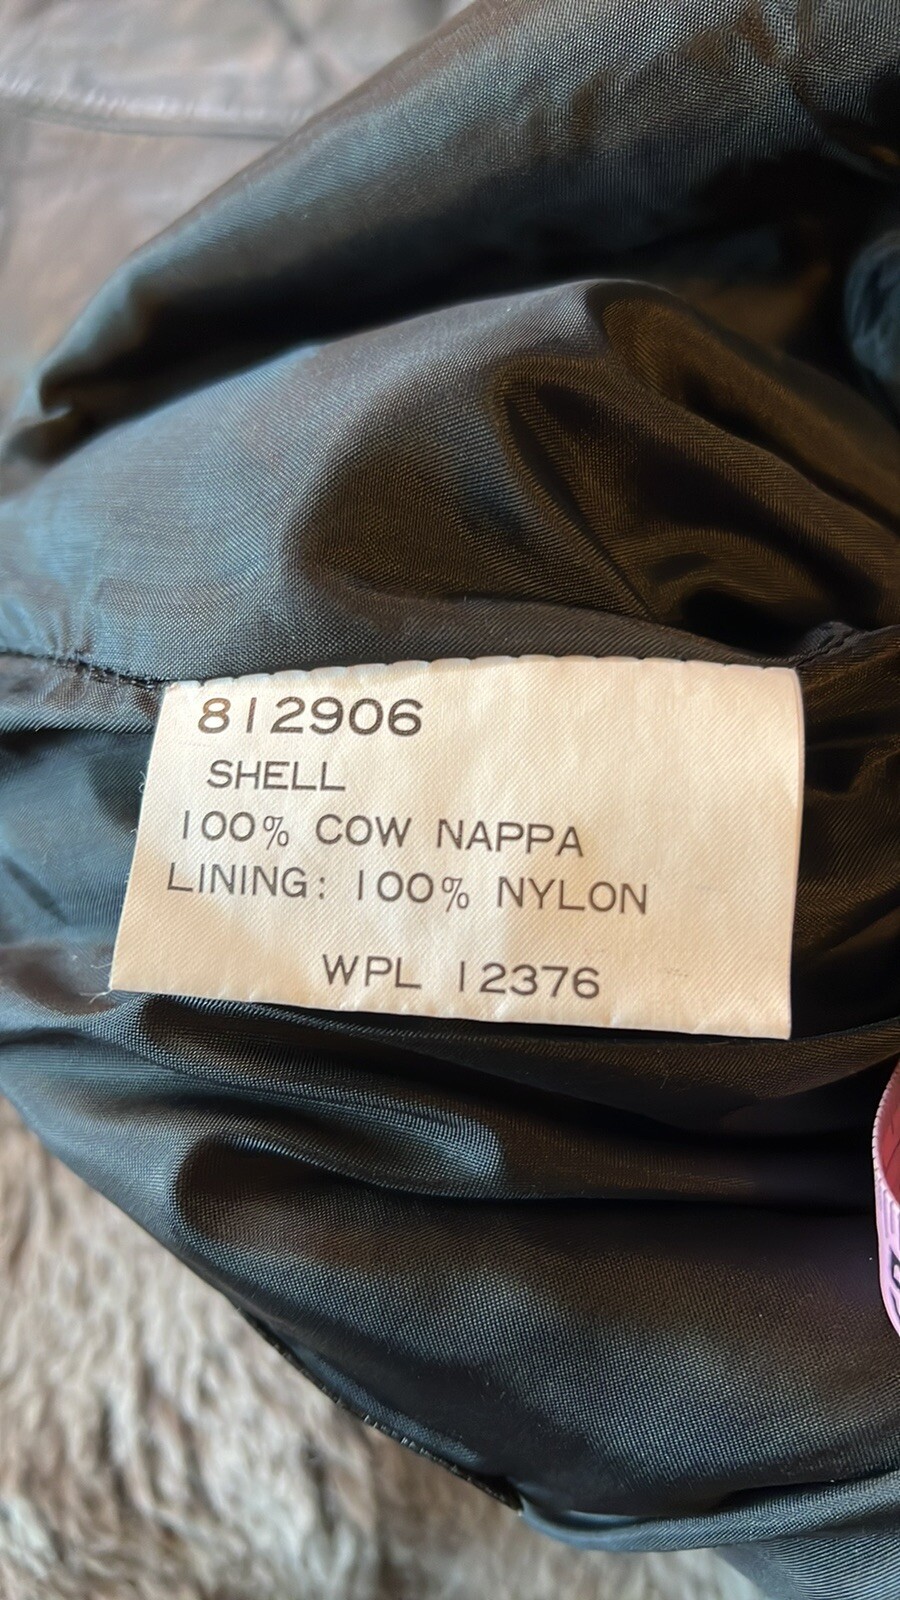 812906
SHELL
100% COW NAPPA
LINING: 100% NYLON
WPL 12376